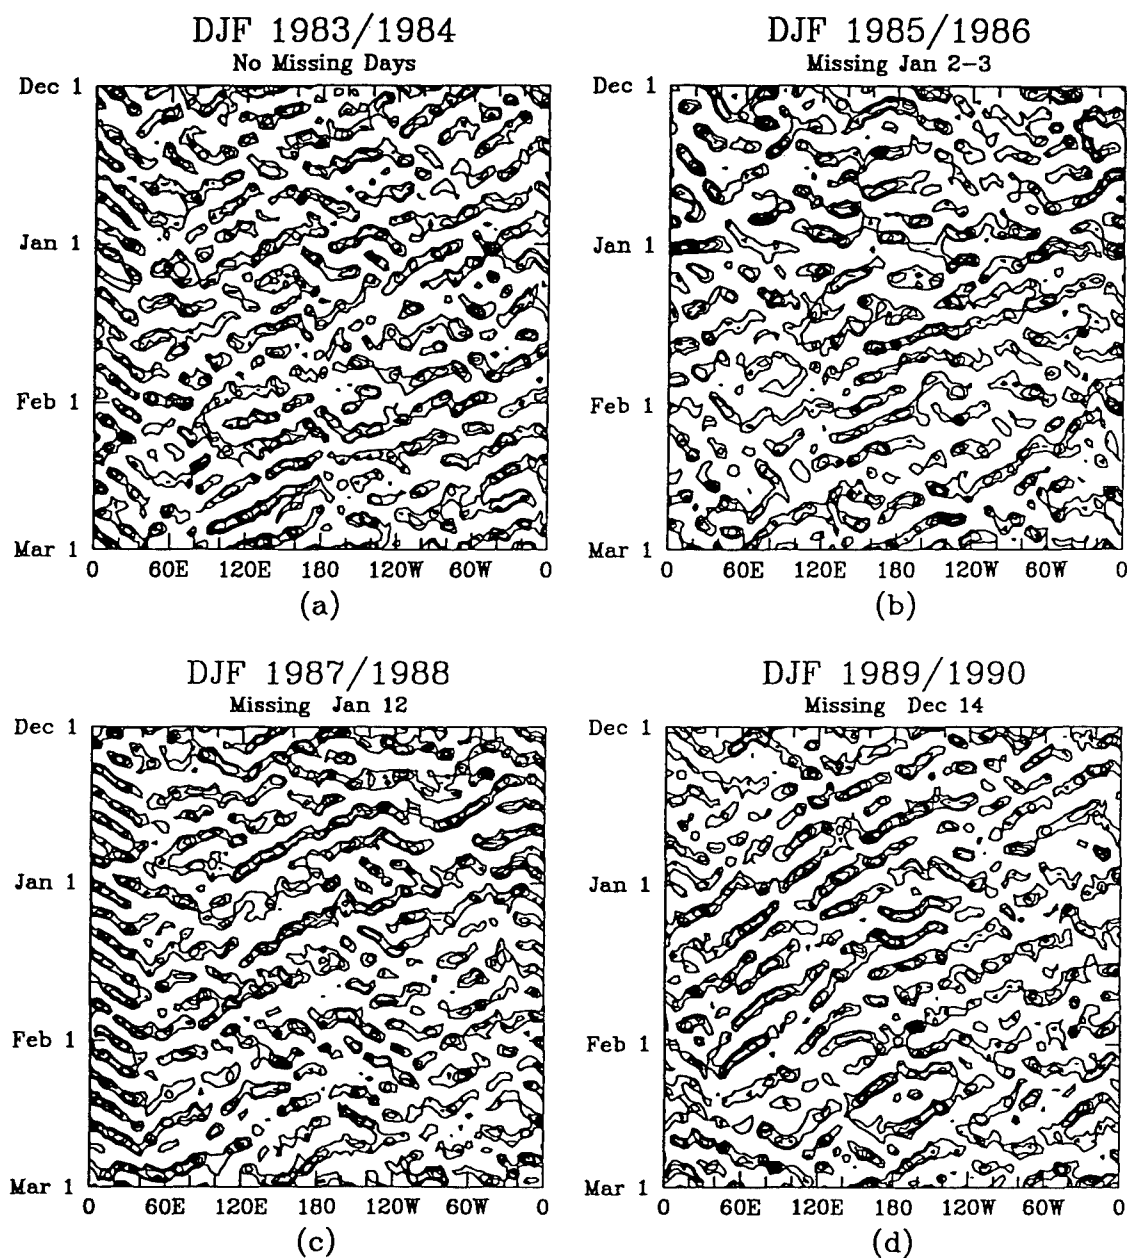 DJF 1983/1984
No Missing Days
Dec 1
Jan 1
Feb 1
Mar 1
0 60E 120E 180 120W 60W 0
(a)
DJF 1985/1986
Missing Jan 2-3
Dec 1
Jan 1
Feb 1
Mar 1
0 60E 120E 180 120W 60W 0
(b)
DJF 1987/1988
Missing Jan 12
Dec 1
Jan 1
Feb 1
Mar 1
0 60E 120E 180 120W 60W 0
(c)
DJF 1989/1990
Missing Dec 14
Dec 1
Jan 1
Feb 1
Mar 1
0 60E 120E 180 120W 60W 0
(d)